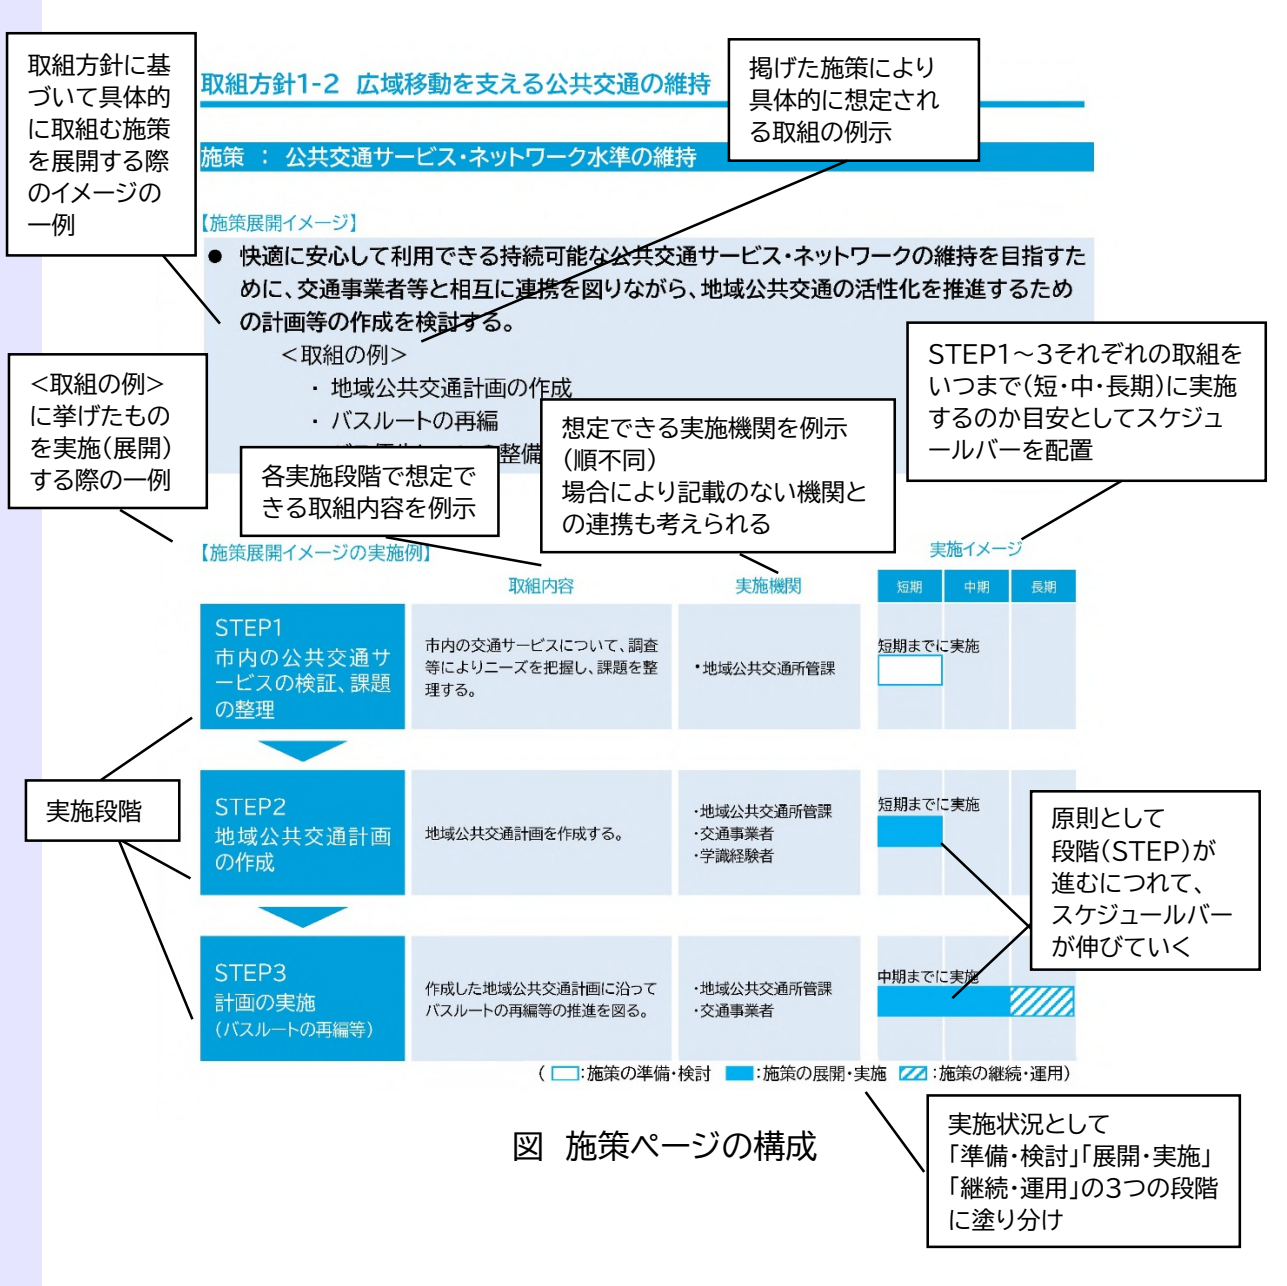 取組方針に基
づいて具体的
に取組む施策
を展開する際
のイメージの
一例
取組方針1-2 広域移動を支える公共交通の維持
掲げた施策により
具体的に想定され
る取組の例示
施策 : 公共交通サービス・ネットワーク水準の維持
【施策展開イメージ】
● 快適に安心して利用できる持続可能な公共交通サービス・ネットワークの維持を目指すた
めに、交通事業者等と相互に連携を図りながら、地域公共交通の活性化を推進するため
の計画等の作成を検討する。
<取組の例>
・ 地域公共交通計画の作成
・ バスルートの再編
整備
<取組の例>
に挙げたもの
を実施(展開)
する際の一例
各実施段階で想定で
きる取組内容を例示
想定できる実施機関を例示
(順不同)
場合により記載のない機関と
の連携も考えられる
STEP1~3それぞれの取組を
いつまで(短・中・長期)に実施
するのか目安としてスケジュ
ールバーを配置
【施策展開イメージの実施例】
実施イメージ
取組内容
実施機関
短期
中期
長期
STEP1
市内の公共交通サ
ービスの検証、課題
の整理
市内の交通サービスについて、調査
等によりニーズを把握し、課題を整
理する。
・地域公共交通所管課
短期までに実施
実施段階
STEP2
地域公共交通計画
の作成
地域公共交通計画を作成する。
・地域公共交通所管課
・交通事業者
・学識経験者
短期までに実施
原則として
段階(STEP)が
進むにつれて、
スケジュールバー
が伸びていく
STEP3
計画の実施
(バスルートの再編等)
作成した地域公共交通計画に沿って
バスルートの再編等の推進を図る。
・地域公共交通所管課
・交通事業者
中期までに実施
( :施策の準備・検討 :施策の展開・実施 :施策の継続・運用)
図 施策ページの構成
実施状況として
「準備・検討」「展開・実施」
「継続・運用」の3つの段階
に塗り分け